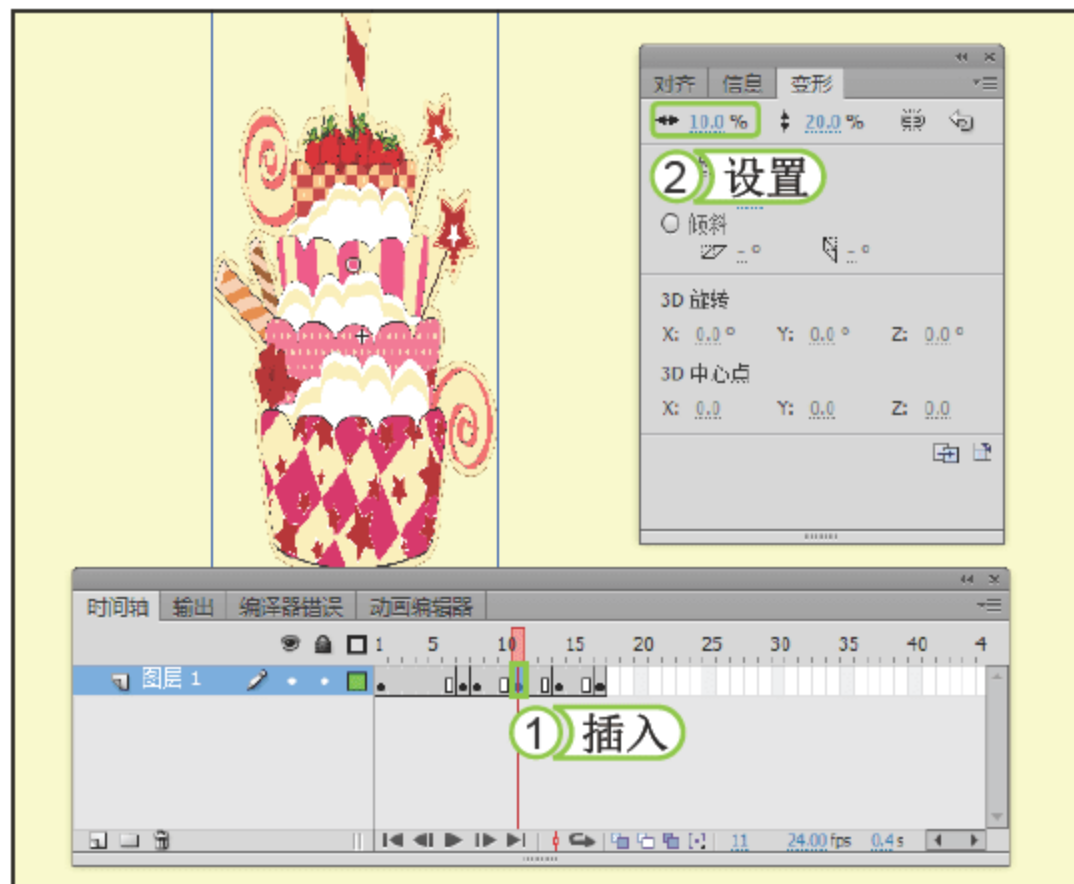 对齐 信息 变形
10.0 % 20.0 %
② 设置
倾斜
- ° - °
3D 旋转
X: 0.0 ° Y: 0.0 ° Z: 0.0 °
3D 中心点
X: 0.0 Y: 0.0 Z: 0.0
时间轴 输出 编译器错误 动画编辑器
1 5 10 15 20 25 30 35 40 4
图层 1
① 插入
11 24.00 fps 0.4 s